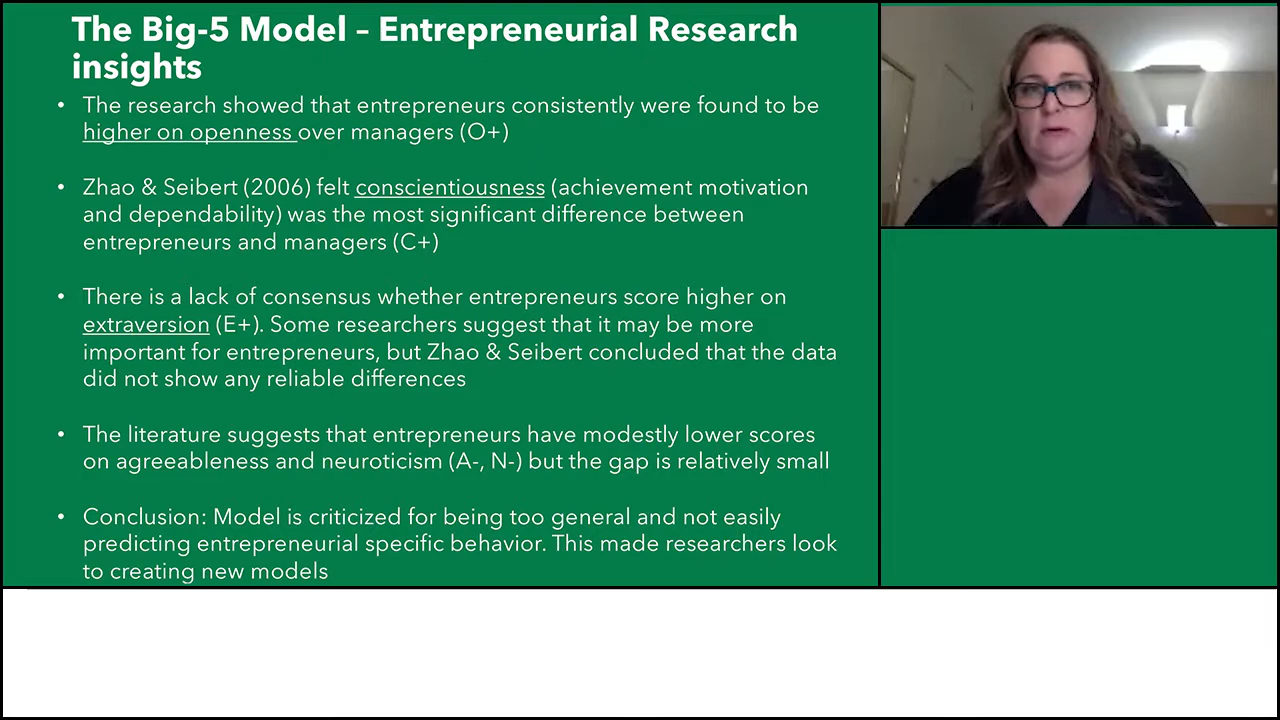 The Big-5 Model – Entrepreneurial Research
insights
• The research showed that entrepreneurs consistently were found to be
higher on openness over managers (O+)
• Zhao & Seibert (2006) felt conscientiousness (achievement motivation
and dependability) was the most significant difference between
entrepreneurs and managers (C+)
• There is a lack of consensus whether entrepreneurs score higher on
extraversion (E+). Some researchers suggest that it may be more
important for entrepreneurs, but Zhao & Seibert concluded that the data
did not show any reliable differences
• The literature suggests that entrepreneurs have modestly lower scores
on agreeableness and neuroticism (A-, N-) but the gap is relatively small
• Conclusion: Model is criticized for being too general and not easily
predicting entrepreneurial specific behavior. This made researchers look
to creating new models